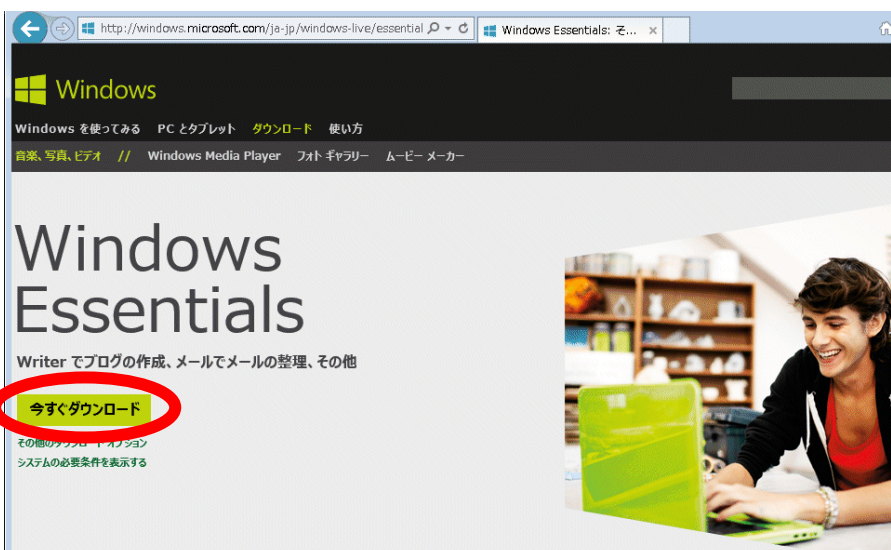 http://windows.microsoft.com/ja-jp/windows-live/essential
Windows Essentials: そ...
Windows
Windows を使ってみる PC とタブレット ダウンロード 使い方
音楽、写真、ビデオ // Windows Media Player フォト ギャラリー ムービー メーカー
Windows
Essentials
Writer でブログの作成、メールでメールの整理、その他
今すぐダウンロード
その他のダウンロード オプション
システムの必要条件を表示する